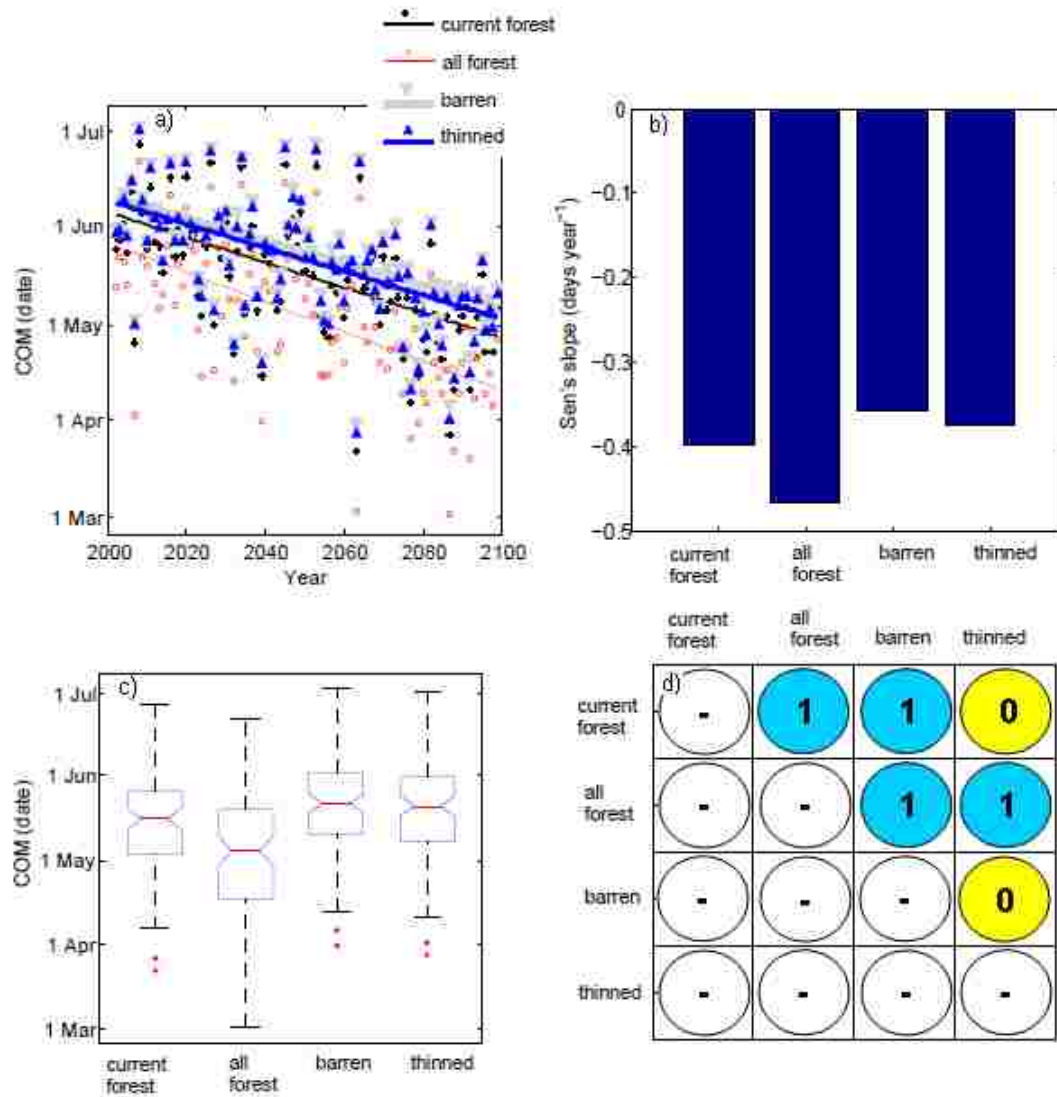 current forest
all forest
barren
thinned
a)
1 Jul
1 Jun
1 May
1 Apr
1 Mar
COM (date)
2000 2020 2040 2060 2080 2100
Year
b)
0
−0.1
−0.2
−0.3
−0.4
−0.5
Sen's slope (days year⁻¹)
current forest
all forest
barren
thinned
c)
1 Jul
1 Jun
1 May
1 Apr
1 Mar
COM (date)
current forest
all forest
barren
thinned
current forest
all forest
barren
thinned
d)
current forest - 1 1 0
all forest - - 1 1
barren - - - 0
thinned - - - -